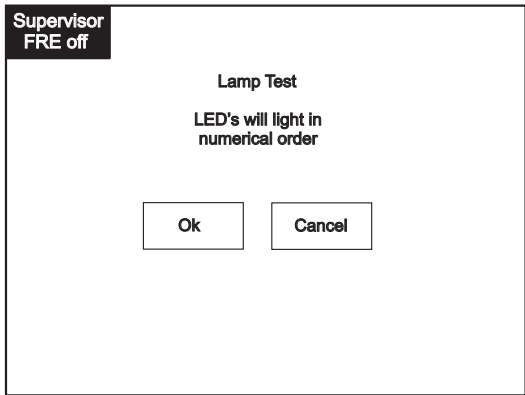 Supervisor
FRE off
Lamp Test
LED's will light in
numerical order
Ok
Cancel